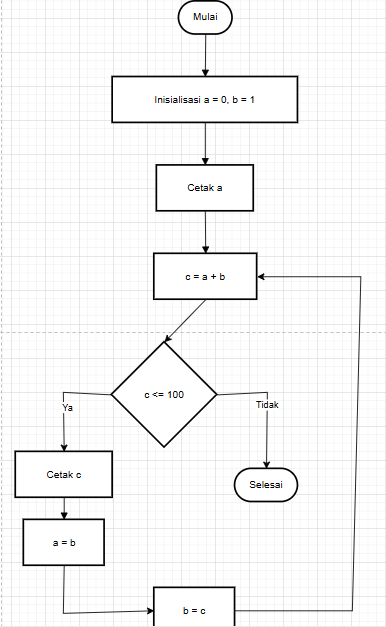 Mulai
Inisialisasi a = 0, b = 1
Cetak a
c = a + b
c <= 100
Ya
Tidak
Cetak c
Selesai
a = b
b = c